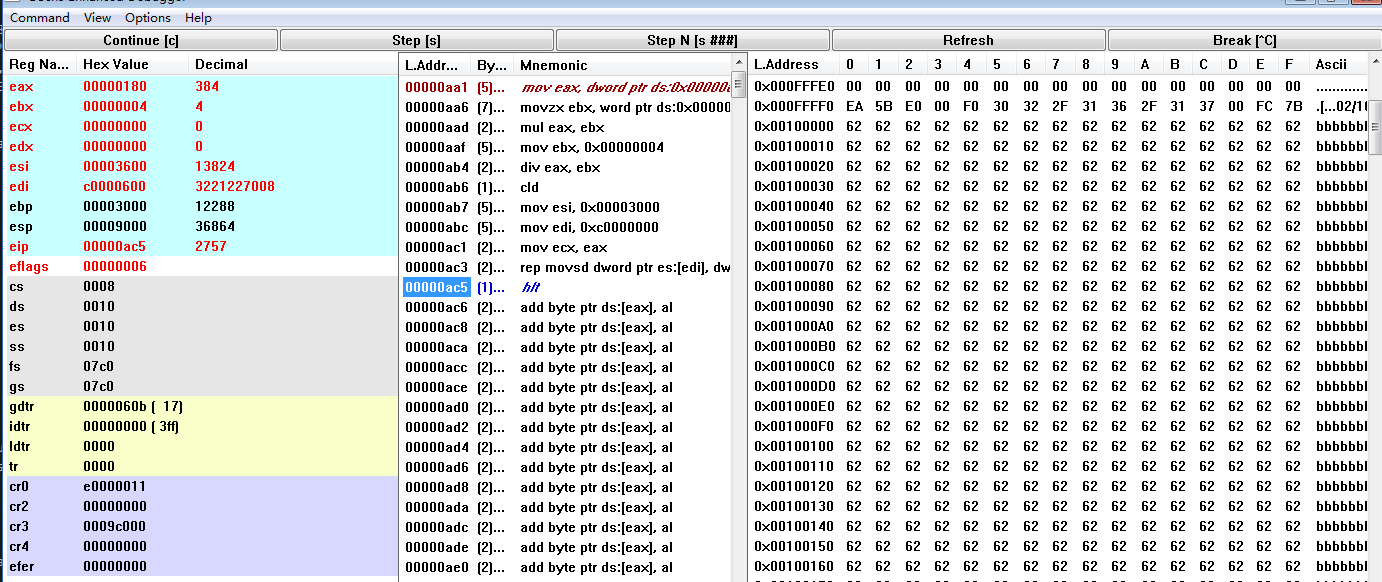 Bochs Enhanced Debugger
Command View Options Help
Continue [c] Step [s] Step N [s ###] Refresh Break [^C]
Reg Na... Hex Value Decimal
eax 00000180 384
ebx 00000004 4
ecx 00000000 0
edx 00000000 0
esi 00003600 13824
edi c0000600 3221227008
ebp 00003000 12288
esp 00009000 36864
eip 00000ac5 2757
eflags 00000006
cs 0008
ds 0010
es 0010
ss 0010
fs 07c0
gs 07c0
gdtr 0000060b ( 17)
idtr 00000000 ( 3ff)
ldtr 0000
tr 0000
cr0 e0000011
cr2 00000000
cr3 0009c000
cr4 00000000
efer 00000000
L.Addr... By... Mnemonic
00000aa1 (5)... mov eax, dword ptr ds:0x00000
00000aa6 (7)... movzx ebx, word ptr ds:0x00000
00000aad (2)... mul eax, ebx
00000aaf (5)... mov ebx, 0x00000004
00000ab4 (2)... div eax, ebx
00000ab6 (1)... cld
00000ab7 (5)... mov esi, 0x00003000
00000abc (5)... mov edi, 0xc0000000
00000ac1 (2)... mov ecx, eax
00000ac3 (2)... rep movsd dword ptr es:[edi], dw
00000ac5 (1)... hlt
00000ac6 (2)... add byte ptr ds:[eax], al
00000ac8 (2)... add byte ptr ds:[eax], al
00000aca (2)... add byte ptr ds:[eax], al
00000acc (2)... add byte ptr ds:[eax], al
00000ace (2)... add byte ptr ds:[eax], al
00000ad0 (2)... add byte ptr ds:[eax], al
00000ad2 (2)... add byte ptr ds:[eax], al
00000ad4 (2)... add byte ptr ds:[eax], al
00000ad6 (2)... add byte ptr ds:[eax], al
00000ad8 (2)... add byte ptr ds:[eax], al
00000ada (2)... add byte ptr ds:[eax], al
00000adc (2)... add byte ptr ds:[eax], al
00000ade (2)... add byte ptr ds:[eax], al
00000ae0 (2)... add byte ptr ds:[eax], al
L.Address 0 1 2 3 4 5 6 7 8 9 A B C D E F Ascii
0x000FFFE0 00 00 00 00 00 00 00 00 00 00 00 00 00 00 00 00 ............
0x000FFFF0 EA 5B E0 00 F0 30 32 2F 31 36 2F 31 37 00 FC 7B .[...02/1
0x00100000 62 62 62 62 62 62 62 62 62 62 62 62 62 62 62 62 bbbbbb
0x00100010 62 62 62 62 62 62 62 62 62 62 62 62 62 62 62 62 bbbbbb
0x00100020 62 62 62 62 62 62 62 62 62 62 62 62 62 62 62 62 bbbbbb
0x00100030 62 62 62 62 62 62 62 62 62 62 62 62 62 62 62 62 bbbbbb
0x00100040 62 62 62 62 62 62 62 62 62 62 62 62 62 62 62 62 bbbbbb
0x00100050 62 62 62 62 62 62 62 62 62 62 62 62 62 62 62 62 bbbbbb
0x00100060 62 62 62 62 62 62 62 62 62 62 62 62 62 62 62 62 bbbbbb
0x00100070 62 62 62 62 62 62 62 62 62 62 62 62 62 62 62 62 bbbbbb
0x00100080 62 62 62 62 62 62 62 62 62 62 62 62 62 62 62 62 bbbbbb
0x00100090 62 62 62 62 62 62 62 62 62 62 62 62 62 62 62 62 bbbbbb
0x001000A0 62 62 62 62 62 62 62 62 62 62 62 62 62 62 62 62 bbbbbb
0x001000B0 62 62 62 62 62 62 62 62 62 62 62 62 62 62 62 62 bbbbbb
0x001000C0 62 62 62 62 62 62 62 62 62 62 62 62 62 62 62 62 bbbbbb
0x001000D0 62 62 62 62 62 62 62 62 62 62 62 62 62 62 62 62 bbbbbb
0x001000E0 62 62 62 62 62 62 62 62 62 62 62 62 62 62 62 62 bbbbbb
0x001000F0 62 62 62 62 62 62 62 62 62 62 62 62 62 62 62 62 bbbbbb
0x00100100 62 62 62 62 62 62 62 62 62 62 62 62 62 62 62 62 bbbbbb
0x00100110 62 62 62 62 62 62 62 62 62 62 62 62 62 62 62 62 bbbbbb
0x00100120 62 62 62 62 62 62 62 62 62 62 62 62 62 62 62 62 bbbbbb
0x00100130 62 62 62 62 62 62 62 62 62 62 62 62 62 62 62 62 bbbbbb
0x00100140 62 62 62 62 62 62 62 62 62 62 62 62 62 62 62 62 bbbbbb
0x00100150 62 62 62 62 62 62 62 62 62 62 62 62 62 62 62 62 bbbbbb
0x00100160 62 62 62 62 62 62 62 62 62 62 62 62 62 62 62 62 bbbbbb